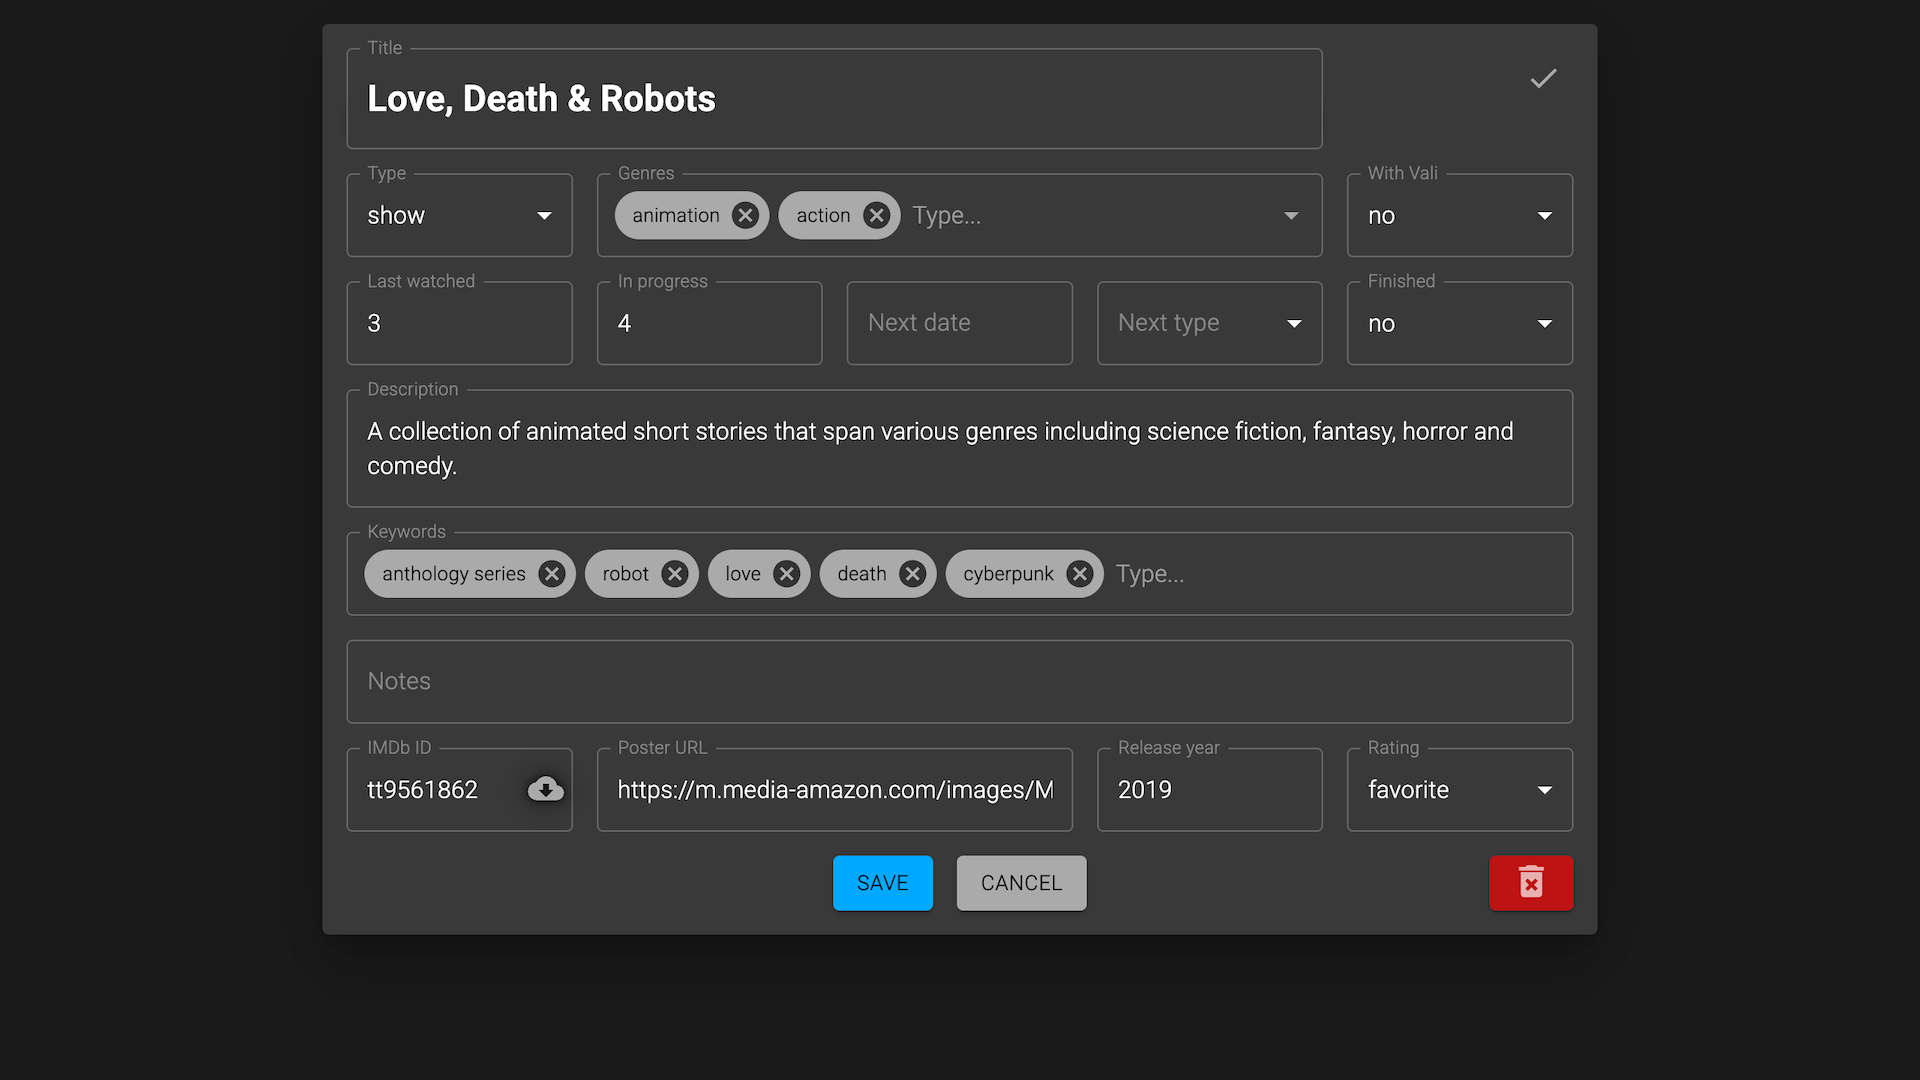 Title
Love, Death & Robots
Type
show
Genres
animation
action
Type...
With Vali
no
Last watched
3
In progress
4
Next date
Next type
Finished
no
Description
A collection of animated short stories that span various genres including science fiction, fantasy, horror and
comedy.
Keywords
anthology series
robot
love
death
cyberpunk
Type...
Notes
IMDb ID
tt9561862
Poster URL
https://m.media-amazon.com/images/M
Release year
2019
Rating
favorite
SAVE
CANCEL